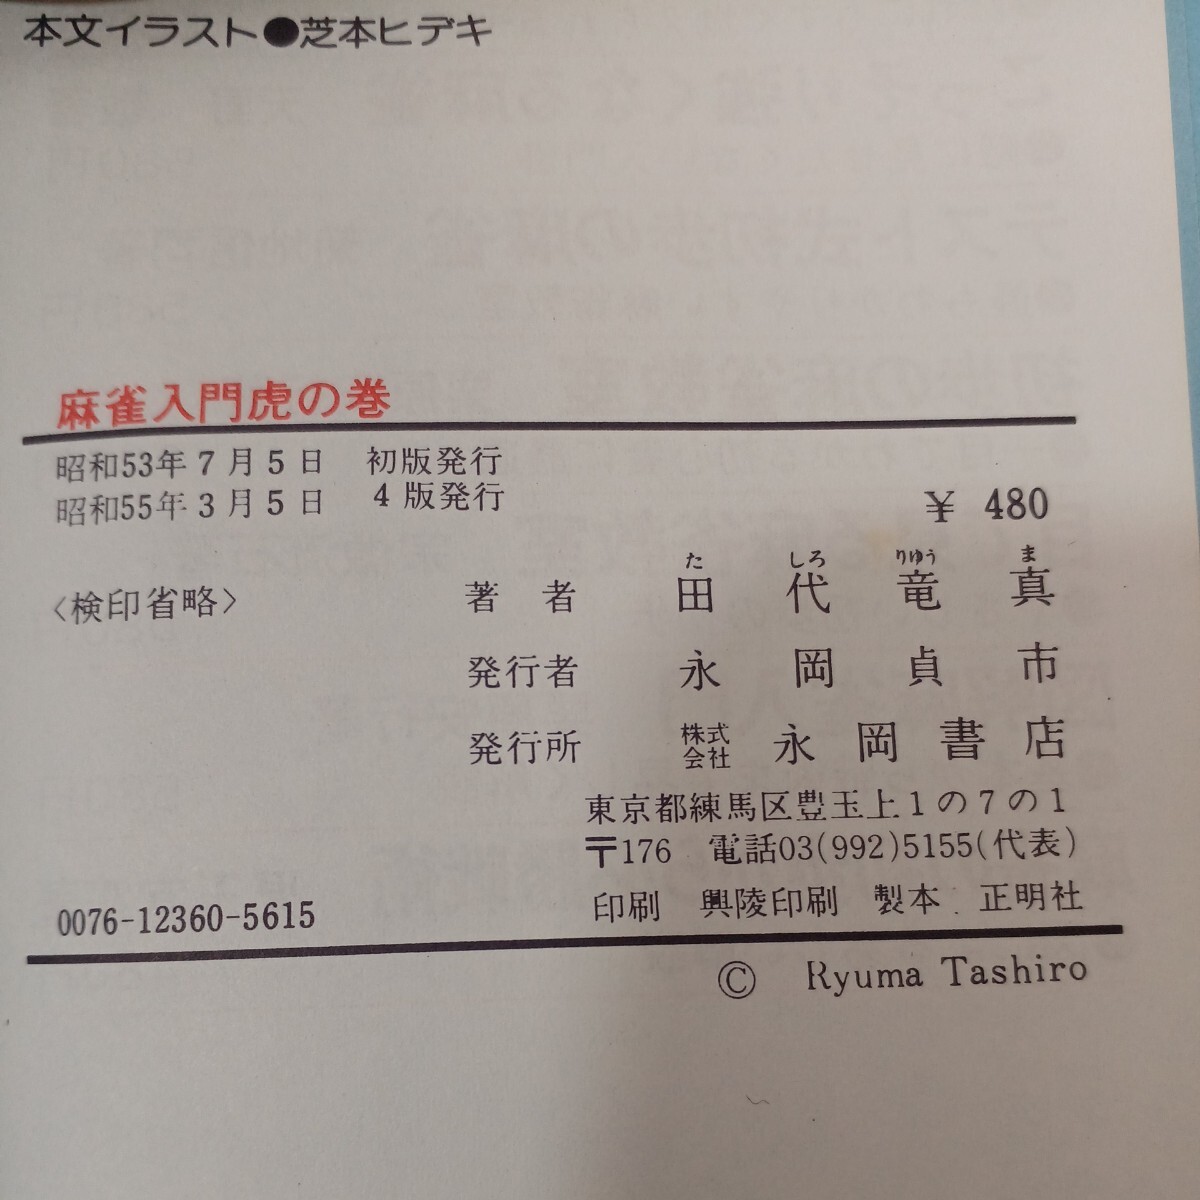 本文イラスト●芝本ヒデキ
麻雀入門虎の巻
昭和53年7月5日 初版発行
昭和55年3月5日 4版発行
¥ 480
<検印省略>
著者 田代竜真
た しろ りゆう ま
発行者 永岡貞市
発行所 株式会社 永岡書店
東京都練馬区豊玉上1の7の1
〒176 電話03(992)5155(代表)
印刷 興陵印刷 製本 正明社
0076-12360-5615
© Ryuma Tashiro